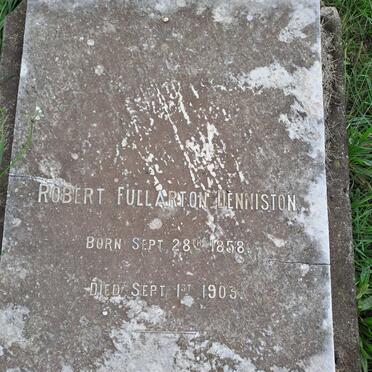 ROBERT FULLARTON DENNISTON
BORN SEPT 28TH 1858.
DIED SEPT 1ST 1903.